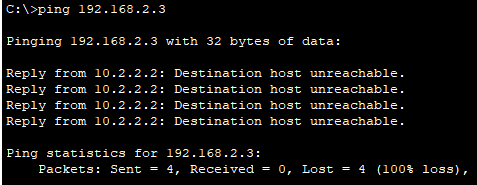 C:\>ping 192.168.2.3
Pinging 192.168.2.3 with 32 bytes of data:
Reply from 10.2.2.2: Destination host unreachable.
Reply from 10.2.2.2: Destination host unreachable.
Reply from 10.2.2.2: Destination host unreachable.
Reply from 10.2.2.2: Destination host unreachable.
Ping statistics for 192.168.2.3:
    Packets: Sent = 4, Received = 0, Lost = 4 (100% loss),